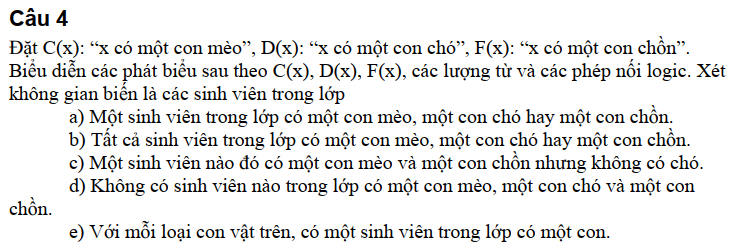 Câu 4
Đặt C(x): “x có một con mèo”, D(x): “x có một con chó”, F(x): “x có một con chồn”.
Biểu diễn các phát biểu sau theo C(x), D(x), F(x), các lượng từ và các phép nối logic. Xét
không gian biến là các sinh viên trong lớp
a) Một sinh viên trong lớp có một con mèo, một con chó hay một con chồn.
b) Tất cả sinh viên trong lớp có một con mèo, một con chó hay một con chồn.
c) Một sinh viên nào đó có một con mèo và một con chồn nhưng không có chó.
d) Không có sinh viên nào trong lớp có một con mèo, một con chó và một con
chồn.
e) Với mỗi loại con vật trên, có một sinh viên trong lớp có một con.